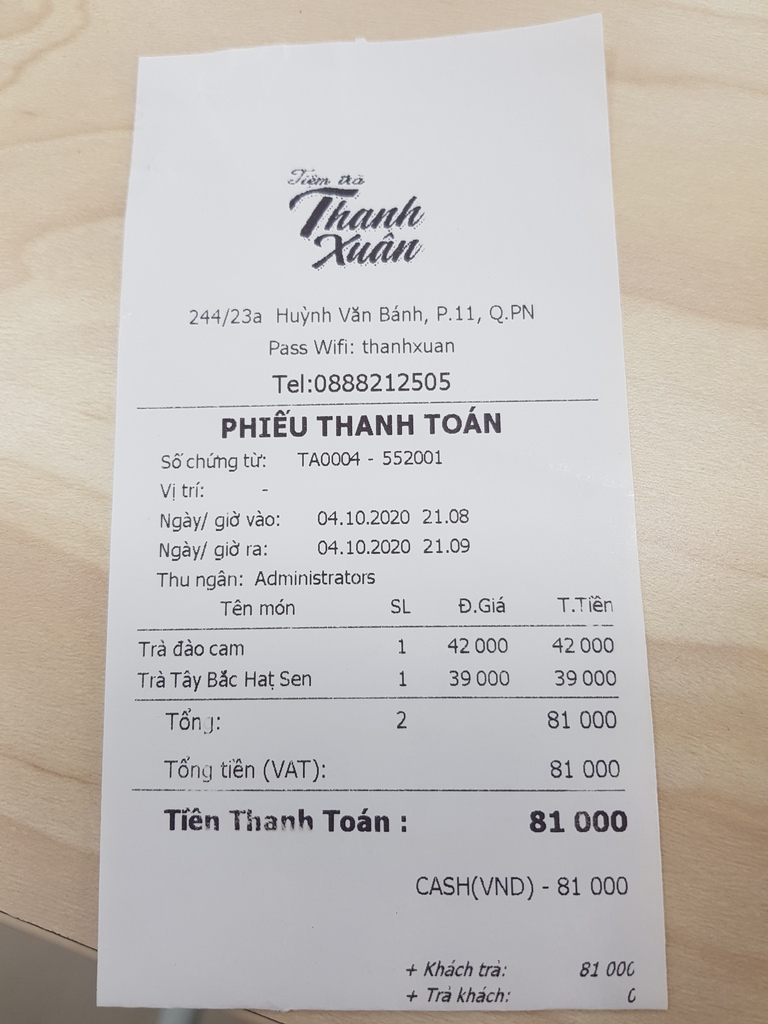 Tiệm trà
Thanh
Xuân
244/23a Huỳnh Văn Bánh, P.11, Q.PN
Pass Wifi: thanhxuan
Tel:0888212505
PHIẾU THANH TOÁN
Số chứng từ: TA0004 - 552001
Vị trí: -
Ngày/ giờ vào: 04.10.2020 21.08
Ngày/ giờ ra: 04.10.2020 21.09
Thu ngân: Administrators
Tên món SL Đ.Giá T.Tiền
Trà đào cam 1 42 000 42 000
Trà Tây Bắc Hạt Sen 1 39 000 39 000
Tổng: 2 81 000
Tổng tiền (VAT): 81 000
Tiền Thanh Toán : 81 000
CASH(VND) - 81 000
+ Khách trả: 81 000
+ Trả khách: 0